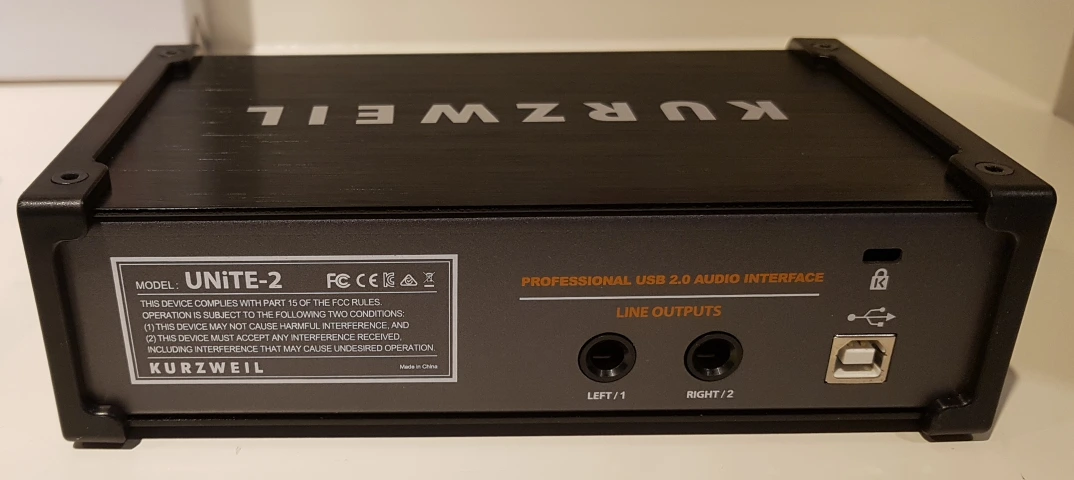 KURZWEIL
MODEL: UNiTE-2
FC CE
THIS DEVICE COMPLIES WITH PART 15 OF THE FCC RULES.
OPERATION IS SUBJECT TO THE FOLLOWING TWO CONDITIONS:
(1) THIS DEVICE MAY NOT CAUSE HARMFUL INTERFERENCE, AND
(2) THIS DEVICE MUST ACCEPT ANY INTERFERENCE RECEIVED,
INCLUDING INTERFERENCE THAT MAY CAUSE UNDESIRED OPERATION.
KURZWEIL
Made in China
PROFESSIONAL USB 2.0 AUDIO INTERFACE
LINE OUTPUTS
LEFT / 1
RIGHT / 2
K